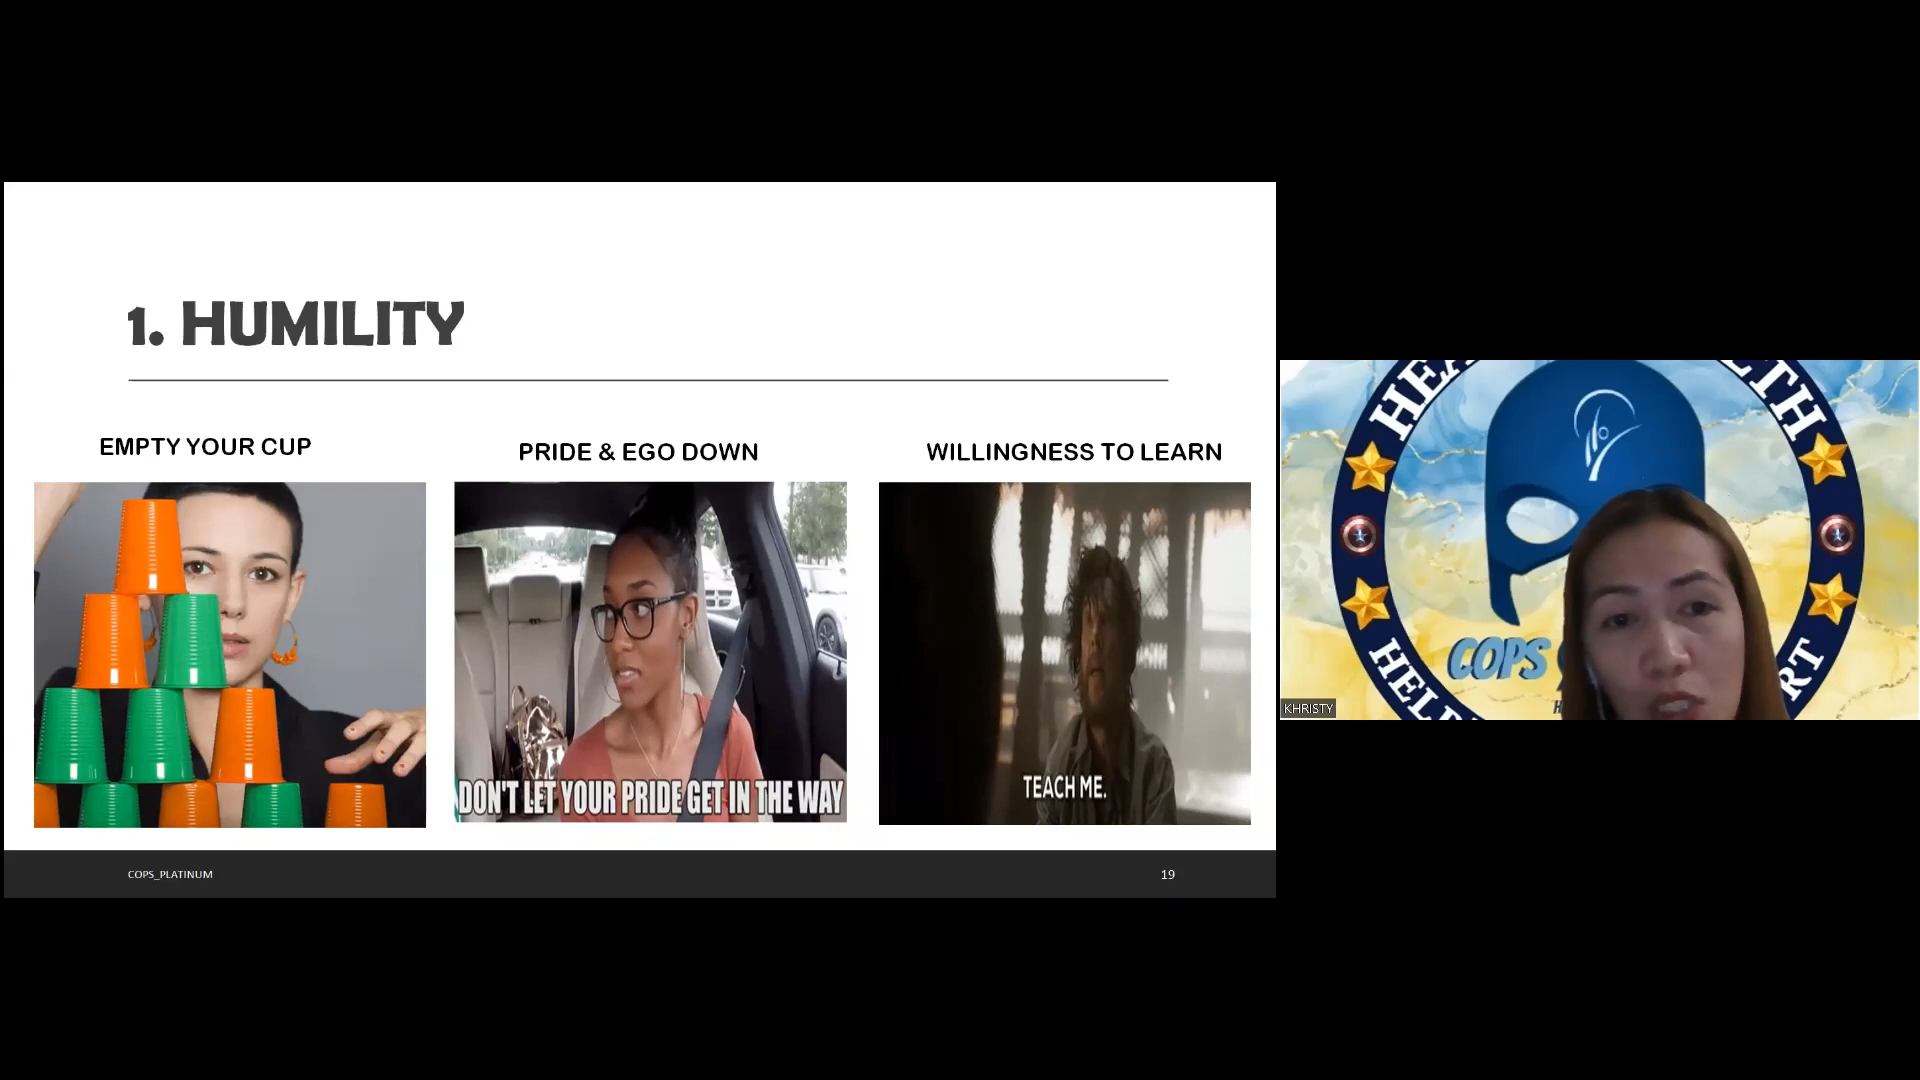 1. HUMILITY
EMPTY YOUR CUP
PRIDE & EGO DOWN
WILLINGNESS TO LEARN
DON'T LET YOUR PRIDE GET IN THE WAY
TEACH ME.
COPS_PLATINUM
19
COPS
KHRISTY